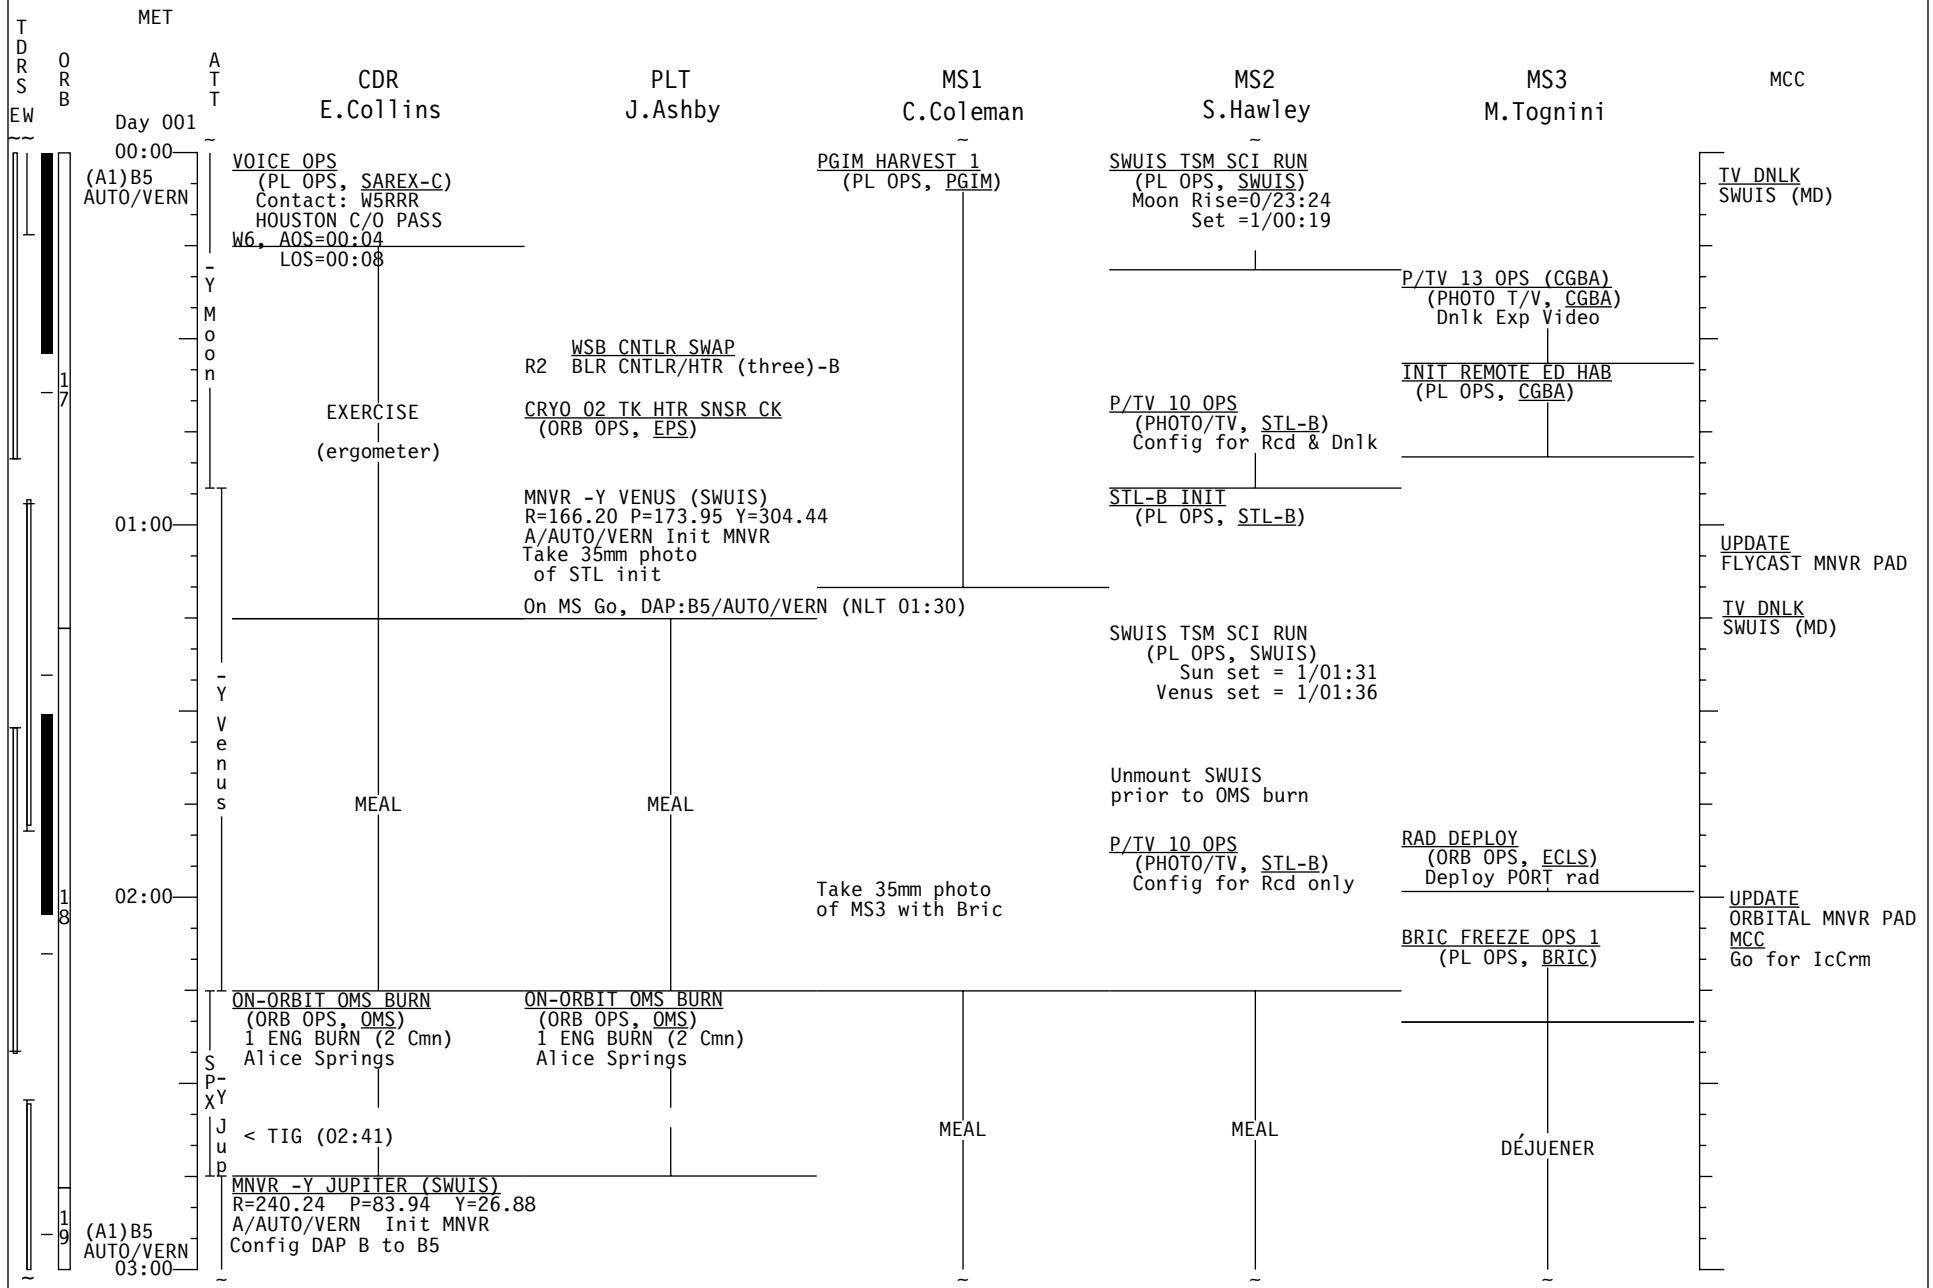 MET
TDRS
ORB
ATT
CDR
E.Collins
PLT
J.Ashby
MS1
C.Coleman
MS2
S.Hawley
MS3
M.Tognini
MCC
EW
~~
Day 001
~
~
~
00:00
(A1)B5
AUTO/VERN
01:00
02:00
(A1)B5
AUTO/VERN
03:00
17
18
19
-Y Moon
-Y Venus
SPX
-Y Jup
VOICE OPS
(PL OPS, SAREX-C)
Contact: W5RRR
HOUSTON C/O PASS
W6, AOS=00:04
LOS=00:08
EXERCISE
(ergometer)
MEAL
ON-ORBIT OMS BURN
(ORB OPS, OMS)
1 ENG BURN (2 Cmn)
Alice Springs
< TIG (02:41)
MNVR -Y JUPITER (SWUIS)
R=240.24 P=83.94 Y=26.88
A/AUTO/VERN Init MNVR
Config DAP B to B5
WSB CNTLR SWAP
R2 BLR CNTLR/HTR (three)-B
CRYO O2 TK HTR SNSR CK
(ORB OPS, EPS)
MNVR -Y VENUS (SWUIS)
R=166.20 P=173.95 Y=304.44
A/AUTO/VERN Init MNVR
Take 35mm photo
of STL init
On MS Go, DAP:B5/AUTO/VERN (NLT 01:30)
MEAL
ON-ORBIT OMS BURN
(ORB OPS, OMS)
1 ENG BURN (2 Cmn)
Alice Springs
PGIM HARVEST 1
(PL OPS, PGIM)
Take 35mm photo
of MS3 with Bric
MEAL
SWUIS TSM SCI RUN
(PL OPS, SWUIS)
Moon Rise=0/23:24
Set =1/00:19
P/TV 10 OPS
(PHOTO/TV, STL-B)
Config for Rcd & Dnlk
STL-B INIT
(PL OPS, STL-B)
SWUIS TSM SCI RUN
(PL OPS, SWUIS)
Sun set = 1/01:31
Venus set = 1/01:36
Unmount SWUIS
prior to OMS burn
P/TV 10 OPS
(PHOTO/TV, STL-B)
Config for Rcd only
MEAL
P/TV 13 OPS (CGBA)
(PHOTO T/V, CGBA)
Dnlk Exp Video
INIT REMOTE ED HAB
(PL OPS, CGBA)
RAD DEPLOY
(ORB OPS, ECLS)
Deploy PORT rad
BRIC FREEZE OPS 1
(PL OPS, BRIC)
DÉJUENER
TV DNLK
SWUIS (MD)
UPDATE
FLYCAST MNVR PAD
TV DNLK
SWUIS (MD)
UPDATE
ORBITAL MNVR PAD
MCC
Go for IcCrm
~
~
~
~
~